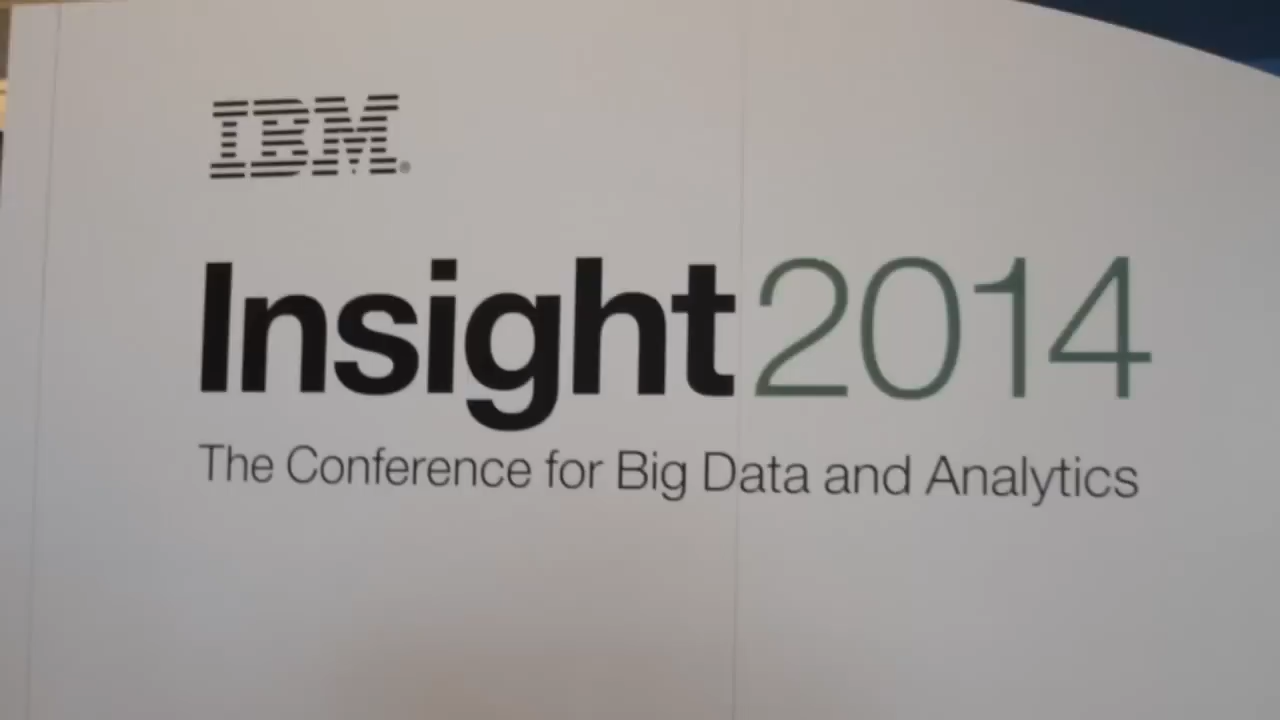 IBM®
Insight2014
The Conference for Big Data and Analytics